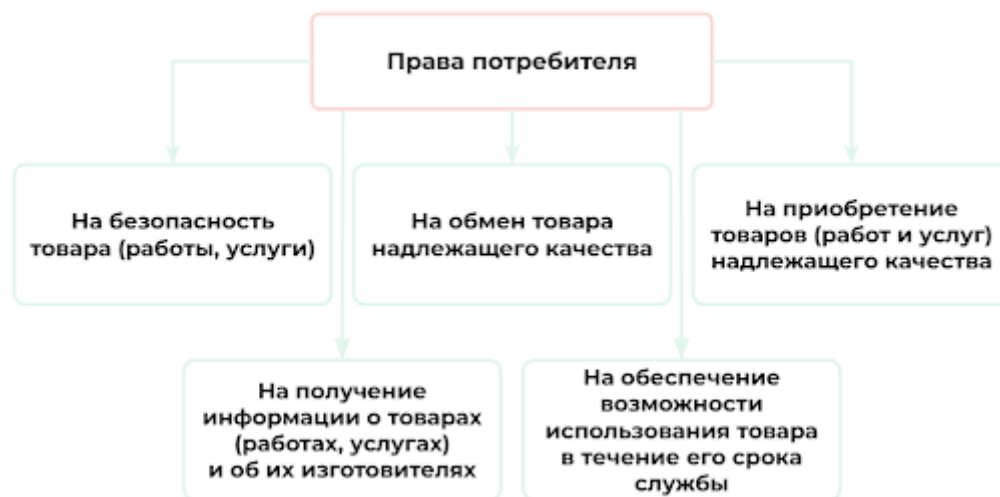 Права потребителя
На безопасность
товара (работы, услуги)
На обмен товара
надлежащего качества
На приобретение
товаров (работ и услуг)
надлежащего качества
На получение
информации о товарах
(работах, услугах)
и об их изготовителях
На обеспечение
возможности
использования товара
в течение его срока
службы